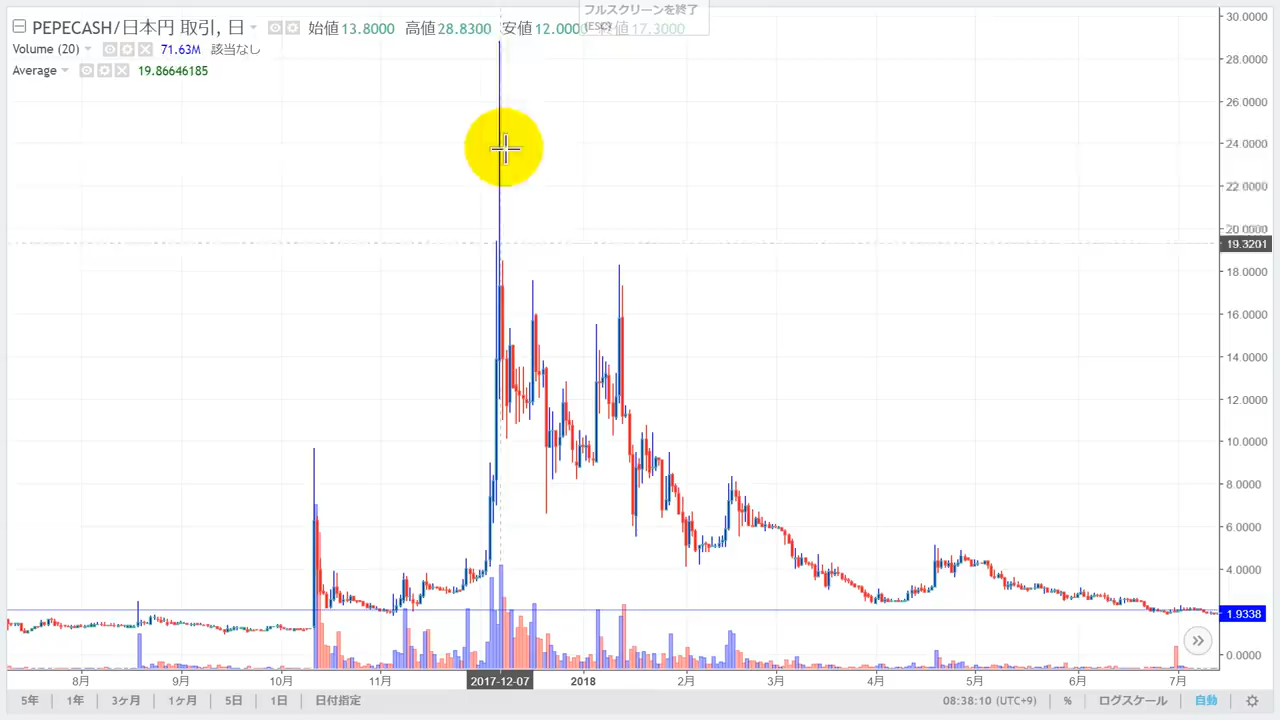 PEPECASH/日本円 取引, 日 始値13.8000 高値28.8300 安値12.0000 終値17.3000
フルスクリーンを終了
(ESC)
Volume (20) 71.63M 該当なし
Average 19.86646185
30.0000
28.0000
26.0000
24.0000
22.0000
20.0000
19.3201
18.0000
16.0000
14.0000
12.0000
10.0000
8.0000
6.0000
4.0000
1.9338
0.0000
8月 9月 10月 11月 2017-12-07 2018 2月 3月 4月 5月 6月 7月
5年 1年 3ヶ月 1ヶ月 5日 1日 日付指定 08:38:10 (UTC+9) % ログスケール 自動